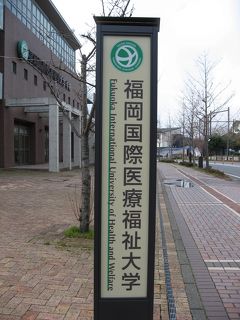 福岡国際医療福祉大学
Fukuoka International University of Health and Welfare